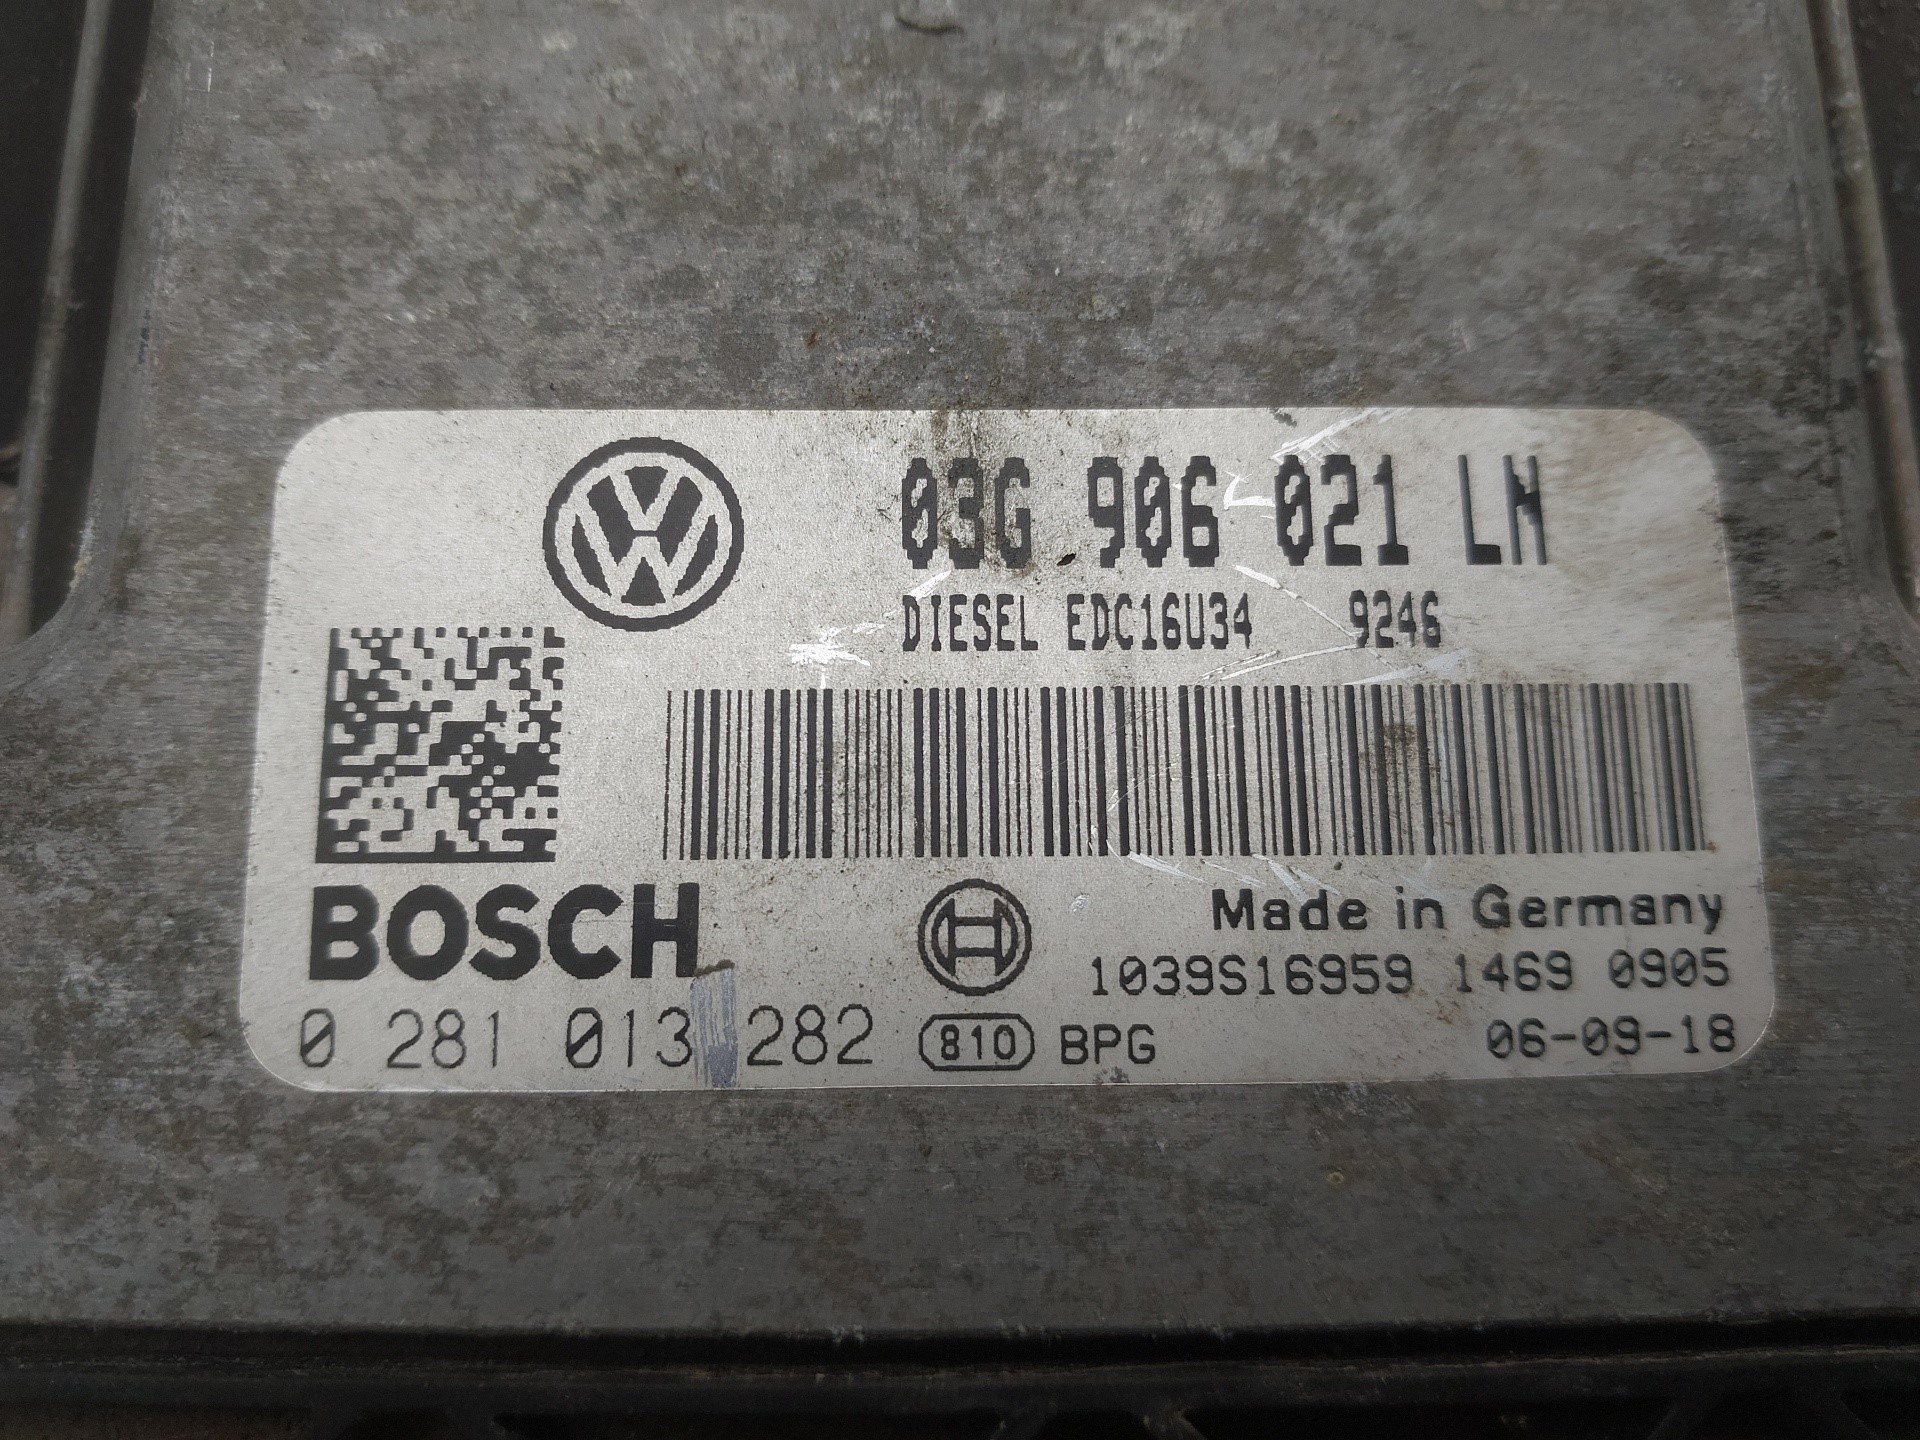 03G 906 021 LN
DIESEL EDC16U34 9246
BOSCH
Made in Germany
1039S16959 1469 0905
0 281 013 282 810 BPG 06-09-18